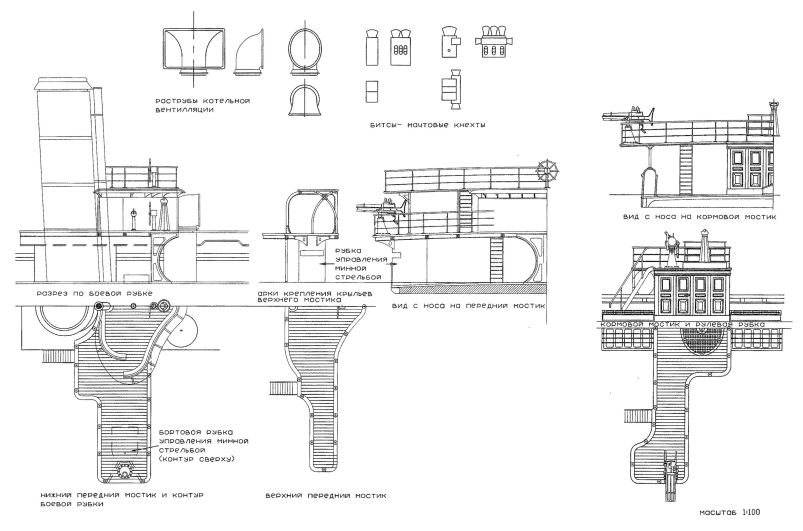 РАСТРУБЫ КОТЕЛЬНОЙ
ВЕНТИЛЛЯЦИИ
БИТСЫ- МАЧТОВЫЕ КНЕХТЫ
ВИД С НОСА НА КОРМОВОЙ МОСТИК
РУБКА
УПРАВЛЕНИЯ
МИННОЙ
СТРЕЛЬБОЙ
РАЗРЕЗ ПО БОЕВОЙ РУБКЕ
АРКИ КРЕПЛЕНИЯ КРЫЛЬЕВ
ВЕРХНЕГО МОСТИКА
ВИД С НОСА НА ПЕРЕДНИЙ МОСТИК
КОРМОВОЙ МОСТИК И РУЛЕВАЯ РУБКА
БОРТОВОЯ РУБКА
УПРАВЛЕНИЯ МИННОЙ
СТРЕЛЬБОЙ
(КОНТУР СВЕРХУ)
НИЖНИЙ ПЕРЕДНИЙ МОСТИК И КОНТУР
БОЕВОЙ РУБКИ
ВЕРХНИЙ ПЕРЕДНИЙ МОСТИК
МАСШТАБ 1:100